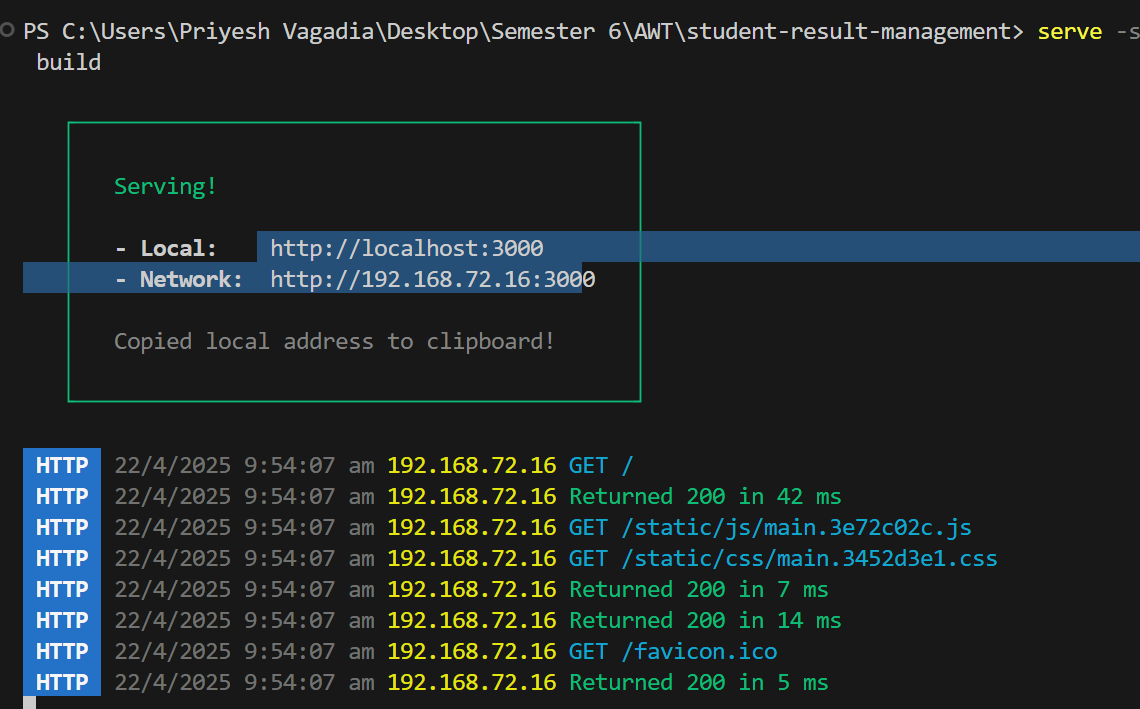 PS C:\Users\Priyesh Vagadia\Desktop\Semester 6\AWT\student-result-management> serve -s
build
Serving!
- Local: http://localhost:3000
- Network: http://192.168.72.16:3000
Copied local address to clipboard!
HTTP 22/4/2025 9:54:07 am 192.168.72.16 GET /
HTTP 22/4/2025 9:54:07 am 192.168.72.16 Returned 200 in 42 ms
HTTP 22/4/2025 9:54:07 am 192.168.72.16 GET /static/js/main.3e72c02c.js
HTTP 22/4/2025 9:54:07 am 192.168.72.16 GET /static/css/main.3452d3e1.css
HTTP 22/4/2025 9:54:07 am 192.168.72.16 Returned 200 in 7 ms
HTTP 22/4/2025 9:54:07 am 192.168.72.16 Returned 200 in 14 ms
HTTP 22/4/2025 9:54:07 am 192.168.72.16 GET /favicon.ico
HTTP 22/4/2025 9:54:07 am 192.168.72.16 Returned 200 in 5 ms